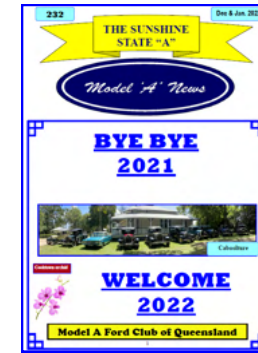 232
Dec & Jan. 202
THE SUNSHINE
STATE "A"
Model 'A' News
BYE BYE
2021
Caboolture
WELCOME
2022
Model A Ford Club of Queensland
1